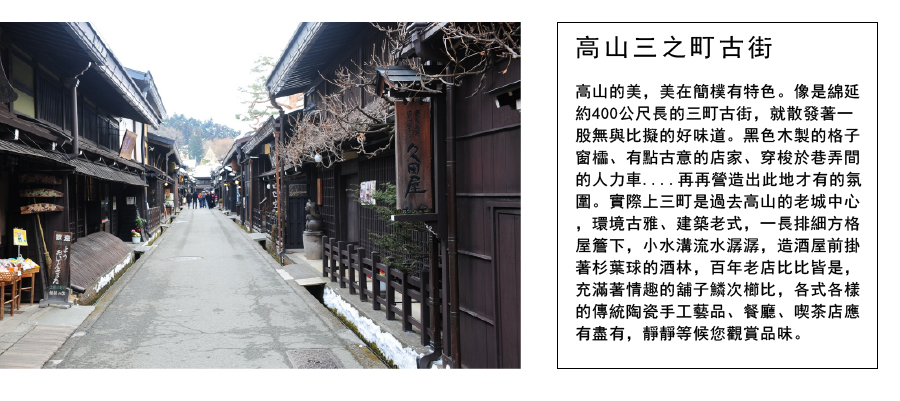 高山三之町古街
高山的美，美在簡樸有特色。像是綿延
約400公尺長的三町古街，就散發著一
股無與比擬的好味道。黑色木製的格子
窗櫺、有點古意的店家、穿梭於巷弄間
的人力車....再再營造出此地才有的氛
圍。實際上三町是過去高山的老城中心
，環境古雅、建築老式，一長排細方格
屋簷下，小水溝流水潺潺，造酒屋前掛
著杉葉球的酒林，百年老店比比皆是，
充滿著情趣的舖子鱗次櫛比，各式各樣
的傳統陶瓷手工藝品、餐廳、喫茶店應
有盡有，靜靜等候您觀賞品味。
久田屋